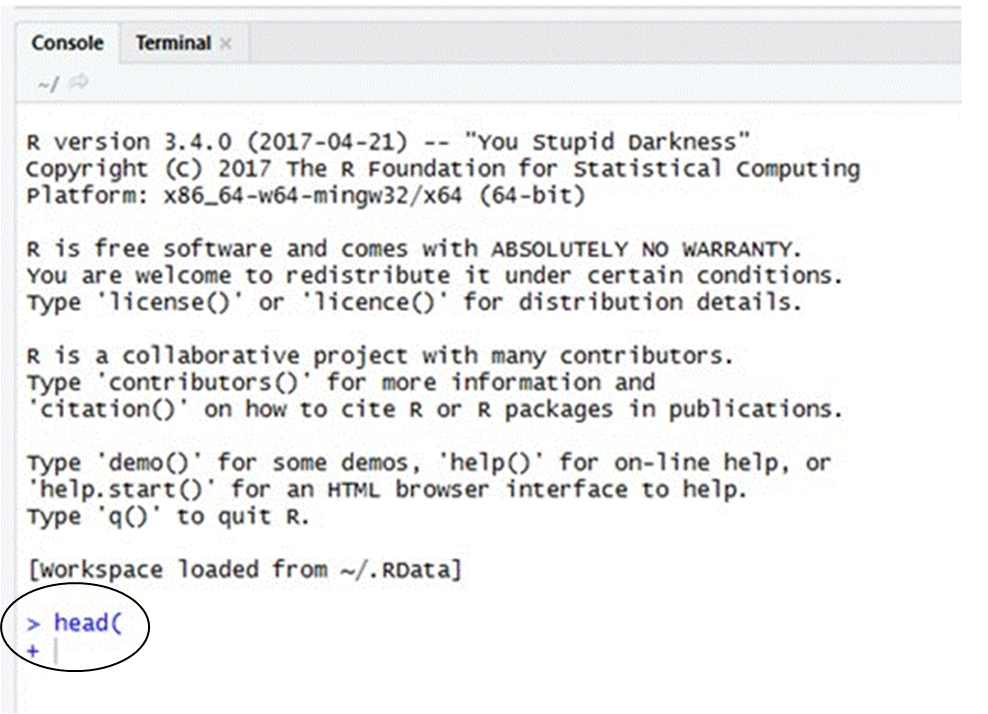 Console Terminal ×
~/
R version 3.4.0 (2017-04-21) -- "You Stupid Darkness"
Copyright (C) 2017 The R Foundation for Statistical Computing
Platform: x86_64-w64-mingw32/x64 (64-bit)
R is free software and comes with ABSOLUTELY NO WARRANTY.
You are welcome to redistribute it under certain conditions.
Type 'license()' or 'licence()' for distribution details.
R is a collaborative project with many contributors.
Type 'contributors()' for more information and
'citation()' on how to cite R or R packages in publications.
Type 'demo()' for some demos, 'help()' for on-line help, or
'help.start()' for an HTML browser interface to help.
Type 'q()' to quit R.
[Workspace loaded from ~/.RData]
> head(
+